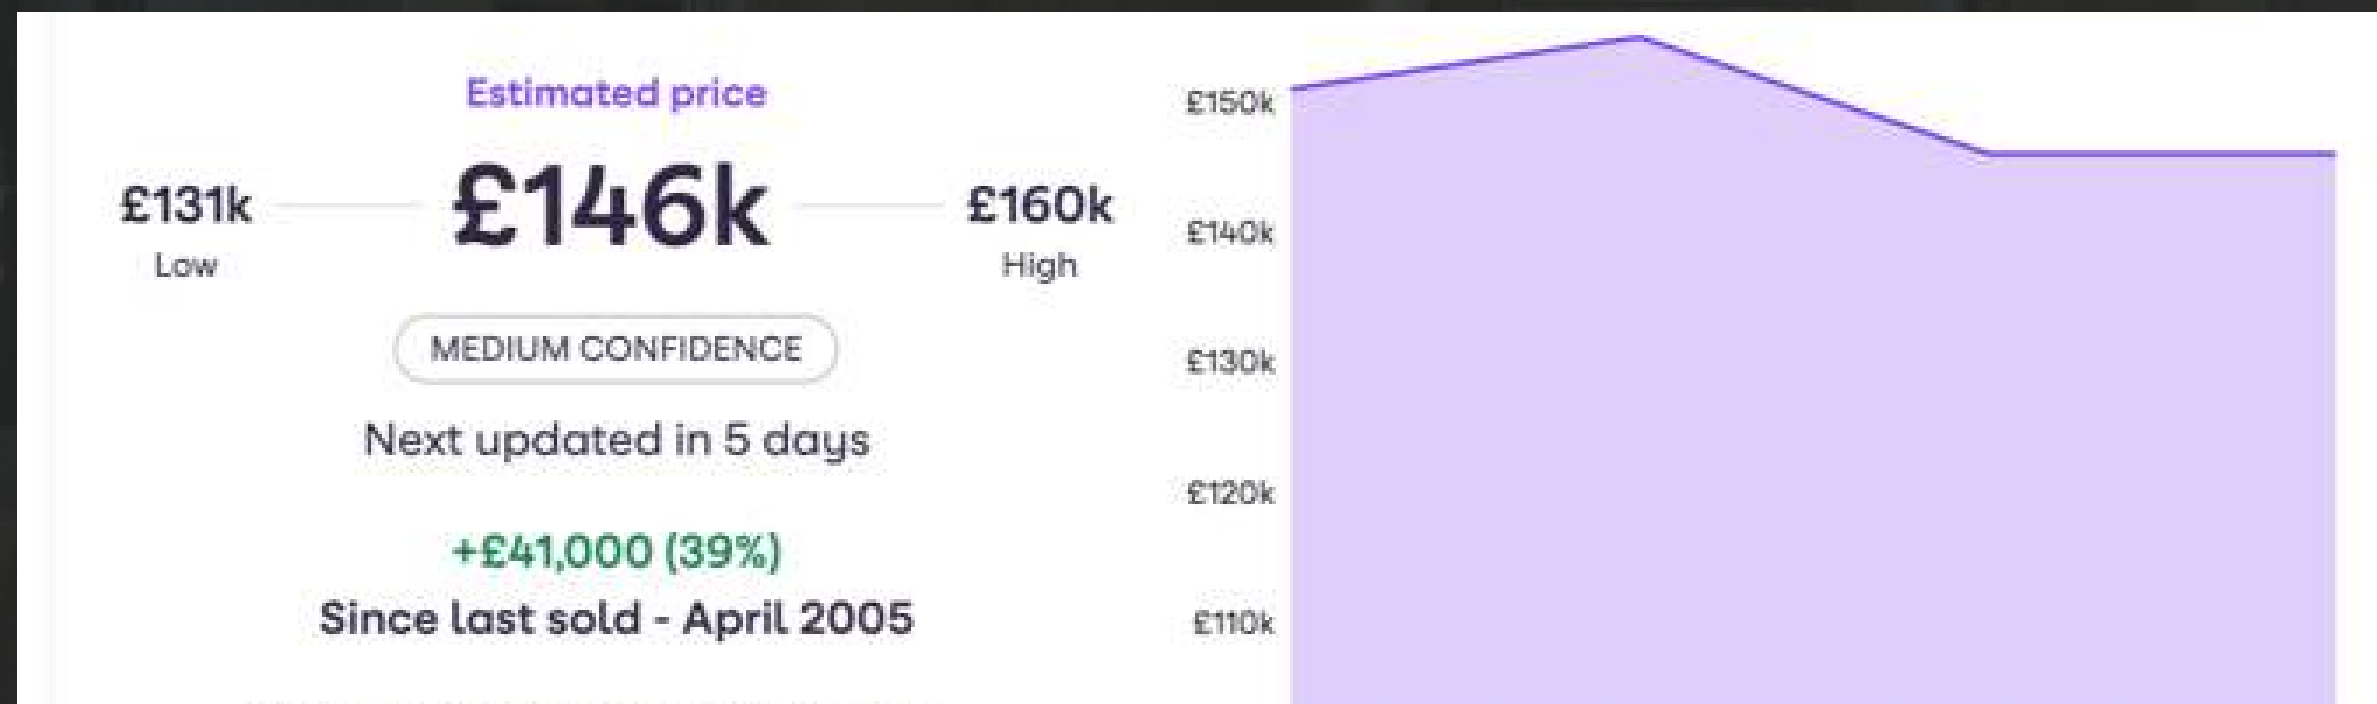 Estimated price
£131k
Low
£146k
£160k
High
MEDIUM CONFIDENCE
Next updated in 5 days
+£41,000 (39%)
Since last sold - April 2005
£150k
£140k
£130k
£120k
£110k